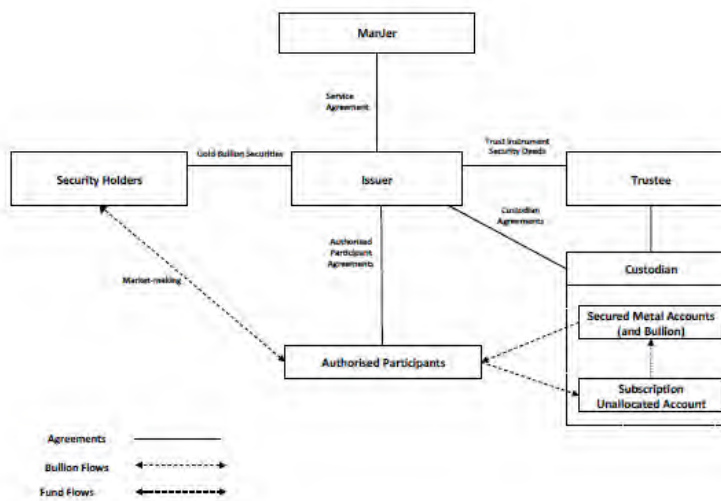 ManJer
Service
Agreement
Gold Bullion Securities
Trust Instrument
Security Deeds
Security Holders
Issuer
Trustee
Custodian
Agreements
Authorised
Participant
Agreements
Custodian
Market-making
Secured Metal Accounts
(and Bullion)
Authorised Participants
Subscription
Unallocated Account
Agreements
Bullion Flows
Fund Flows